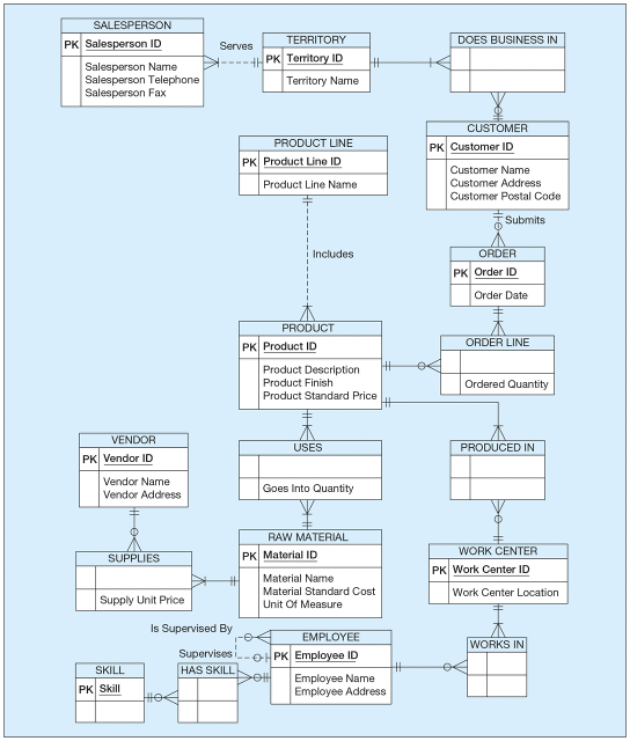 SALESPERSON
PK Salesperson ID
Salesperson Name
Salesperson Telephone
Salesperson Fax
Serves
TERRITORY
PK Territory ID
Territory Name
DOES BUSINESS IN
PRODUCT LINE
PK Product Line ID
Product Line Name
CUSTOMER
PK Customer ID
Customer Name
Customer Address
Customer Postal Code
Submits
Includes
ORDER
PK Order ID
Order Date
PRODUCT
PK Product ID
Product Description
Product Finish
Product Standard Price
ORDER LINE
Ordered Quantity
VENDOR
PK Vendor ID
Vendor Name
Vendor Address
USES
Goes Into Quantity
PRODUCED IN
SUPPLIES
Supply Unit Price
RAW MATERIAL
PK Material ID
Material Name
Material Standard Cost
Unit Of Measure
WORK CENTER
PK Work Center ID
Work Center Location
Is Supervised By
Supervises
EMPLOYEE
PK Employee ID
Employee Name
Employee Address
WORKS IN
SKILL
PK Skill
HAS SKILL